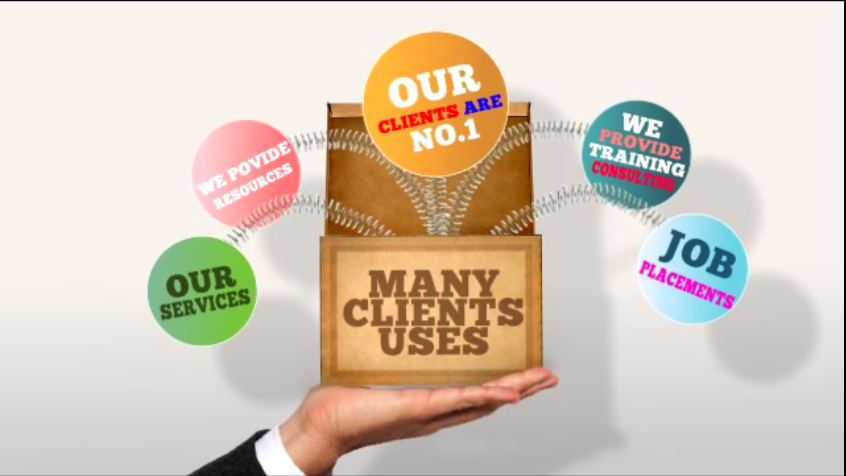 OUR
CLIENTS ARE
NO.1
WE POVIDE
RESOURCES
WE
PROVIDE
TRAINING
CONSULTING
OUR
SERVICES
JOB
PLACEMENTS
MANY
CLIENTS
USES